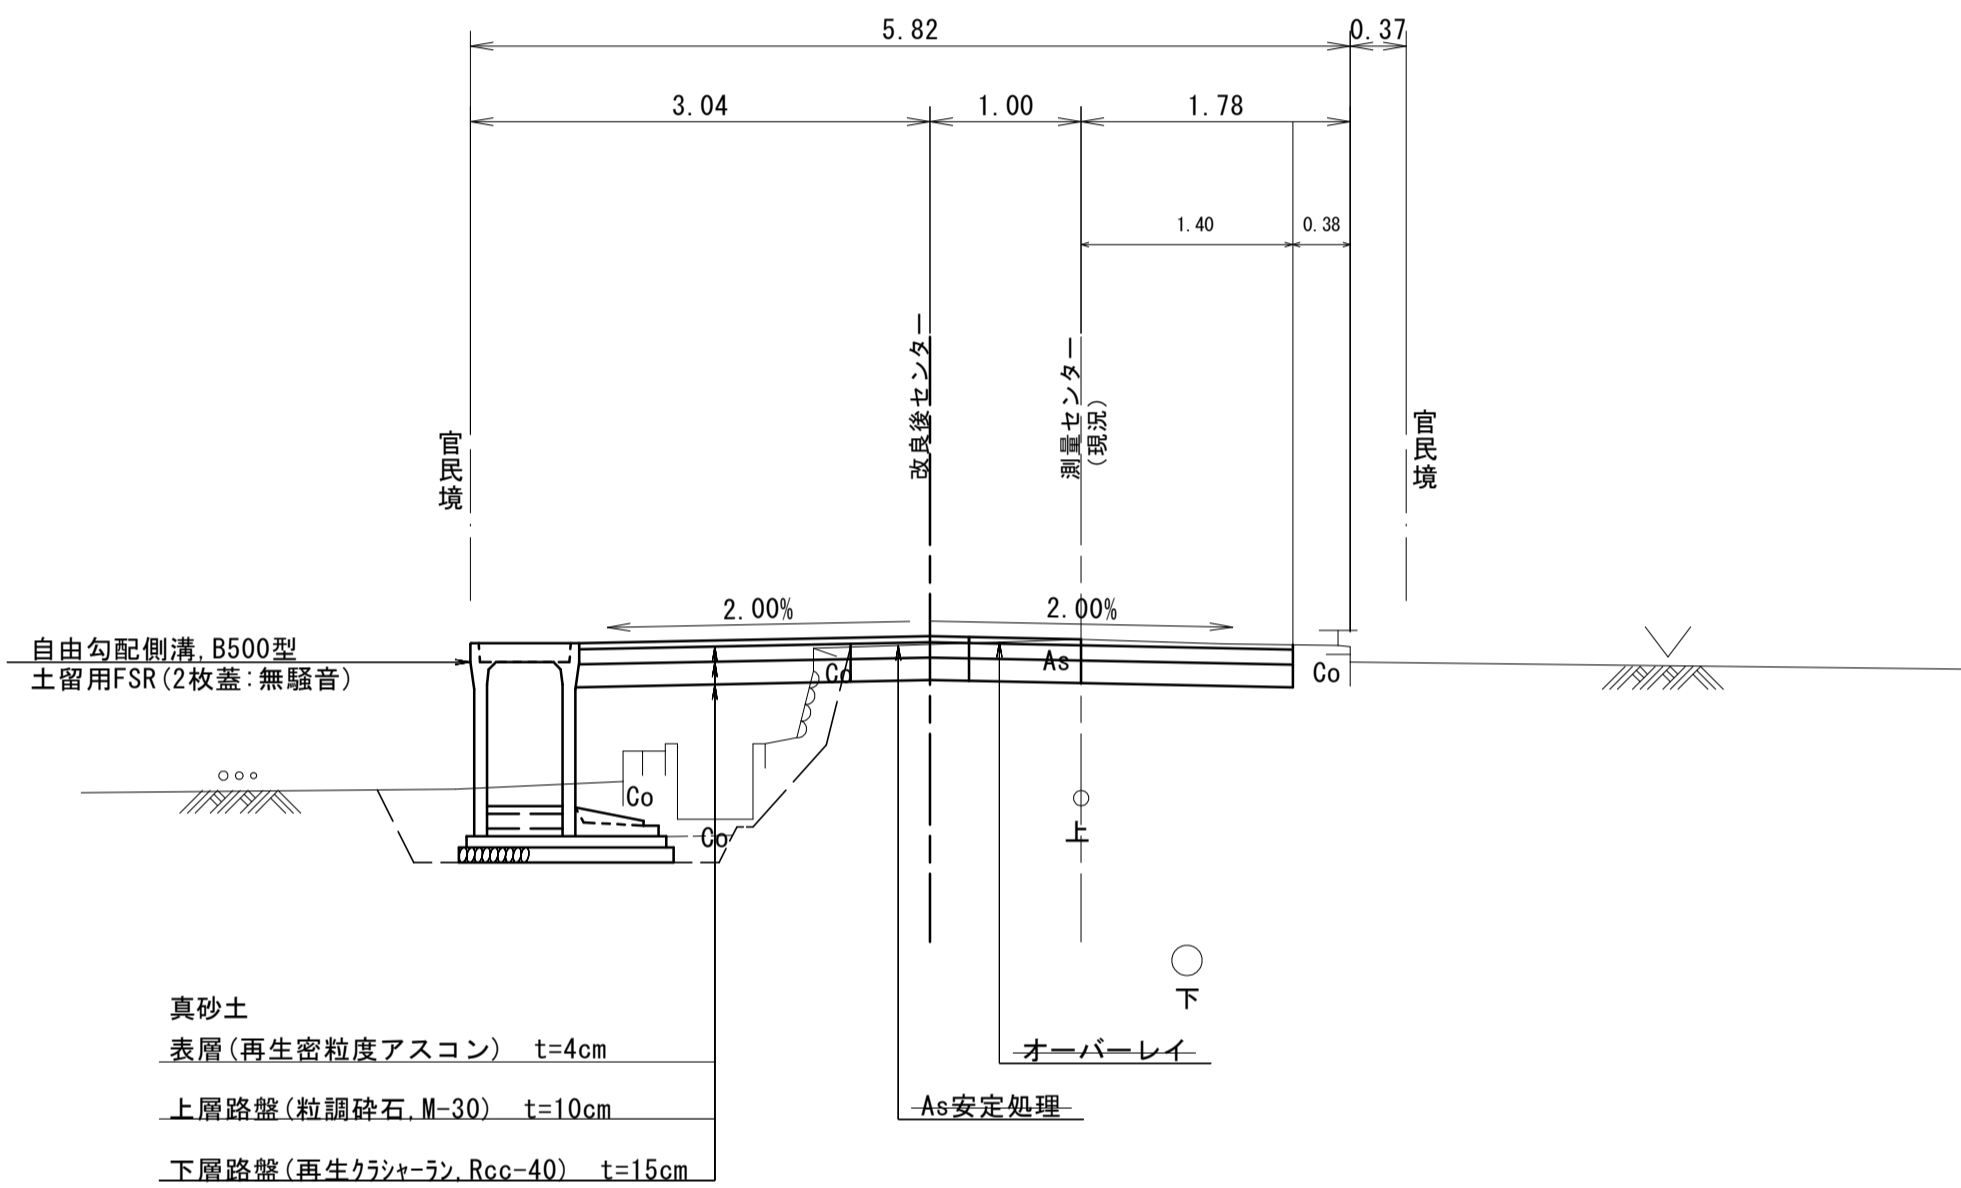 5.82
0.37
3.04
1.00
1.78
1.40
0.38
改良後センター
測量センター
(現況)
官民境
官民境
2.00%
2.00%
自由勾配側溝,B500型
土留用FSR(2枚蓋:無騒音)
Co
As
Co
Co
Co
上
下
真砂土
表層(再生密粒度アスコン) t=4cm
オーバーレイ
上層路盤(粒調砕石,M-30) t=10cm
As安定処理
下層路盤(再生クラシャーラン,Rcc-40) t=15cm